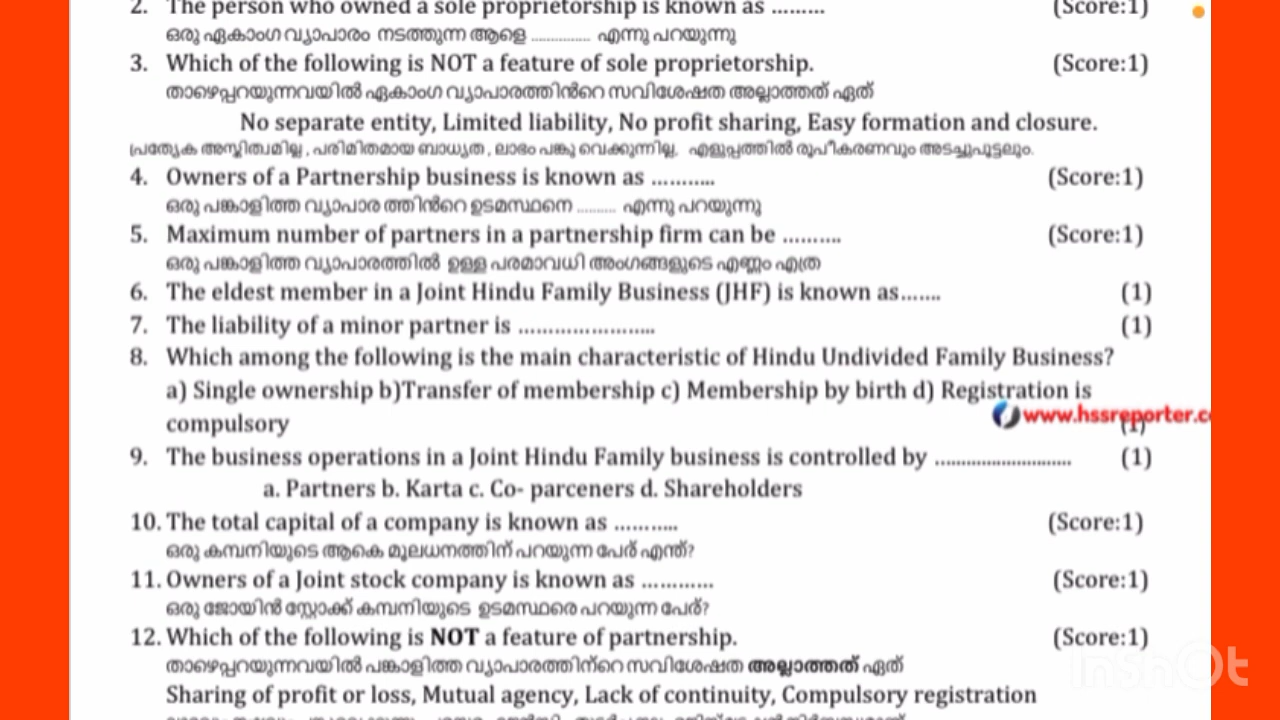 2. The person who owned a sole proprietorship is known as ......... (Score:1)
ഒരു ഏകാംഗ വ്യാപാരം നടത്തുന്ന ആളെ ............... എന്നു പറയുന്നു
3. Which of the following is NOT a feature of sole proprietorship. (Score:1)
താഴെപ്പറയുന്നവയിൽ ഏകാംഗ വ്യാപാരത്തിൻറെ സവിശേഷത അല്ലാത്തത് ഏത്
No separate entity, Limited liability, No profit sharing, Easy formation and closure.
പ്രത്യേക അസ്തിത്വമില്ല , പരിമിതമായ ബാധ്യത , ലാഭം പങ്കു വെക്കുന്നില്ല, എളുപ്പത്തിൽ രൂപീകരണവും അടച്ചുപൂട്ടലും.
4. Owners of a Partnership business is known as ........... (Score:1)
ഒരു പങ്കാളിത്ത വ്യാപാര ത്തിൻറെ ഉടമസ്ഥനെ .......... എന്നു പറയുന്നു
5. Maximum number of partners in a partnership firm can be .......... (Score:1)
ഒരു പങ്കാളിത്ത വ്യാപാരത്തിൽ ഉള്ള പരമാവധി അംഗങ്ങളുടെ എണ്ണം എത്ര
6. The eldest member in a Joint Hindu Family Business (JHF) is known as....... (1)
7. The liability of a minor partner is ........................ (1)
8. Which among the following is the main characteristic of Hindu Undivided Family Business?
a) Single ownership b)Transfer of membership c) Membership by birth d) Registration is
www.hssreporter.c
compulsory (1)
9. The business operations in a Joint Hindu Family business is controlled by ............................ (1)
a. Partners b. Karta c. Co- parceners d. Shareholders
10. The total capital of a company is known as ........... (Score:1)
ഒരു കമ്പനിയുടെ ആകെ മൂലധനത്തിന് പറയുന്ന പേര് എന്ത്?
11. Owners of a Joint stock company is known as ............ (Score:1)
ഒരു ജോയിൻ സ്റ്റോക്ക് കമ്പനിയുടെ ഉടമസ്ഥരെ പറയുന്ന പേര്?
12. Which of the following is NOT a feature of partnership. (Score:1)
താഴെപ്പറയുന്നവയിൽ പങ്കാളിത്ത വ്യാപാരത്തിന്റെ സവിശേഷത അല്ലാത്തത് ഏത്
InShOt
Sharing of profit or loss, Mutual agency, Lack of continuity, Compulsory registration